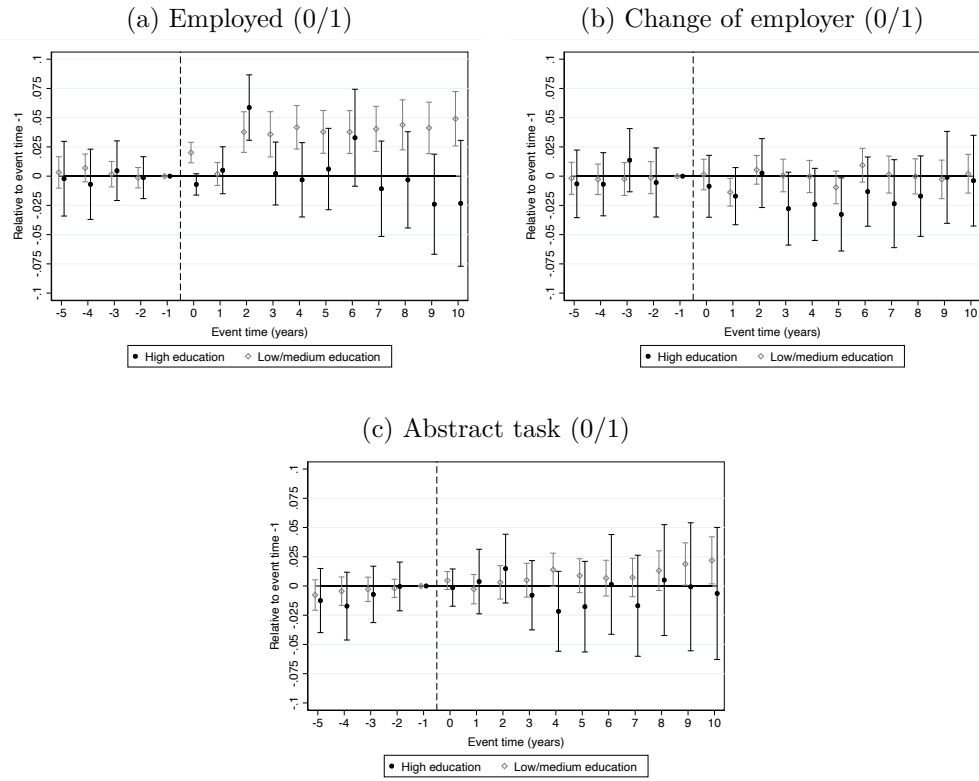 (a) Employed (0/1)
(b) Change of employer (0/1)
Relative to event time -1
.1
.075
.05
.025
0
-.025
-.05
-.075
-.1
-5 -4 -3 -2 -1 0 1 2 3 4 5 6 7 8 9 10
Event time (years)
High education Low/medium education
Relative to event time -1
.1
.075
.05
.025
0
-.025
-.05
-.075
-.1
-5 -4 -3 -2 -1 0 1 2 3 4 5 6 7 8 9 10
Event time (years)
High education Low/medium education
(c) Abstract task (0/1)
Relative to event time -1
.1
.075
.05
.025
0
-.025
-.05
-.075
-.1
-5 -4 -3 -2 -1 0 1 2 3 4 5 6 7 8 9 10
Event time (years)
High education Low/medium education